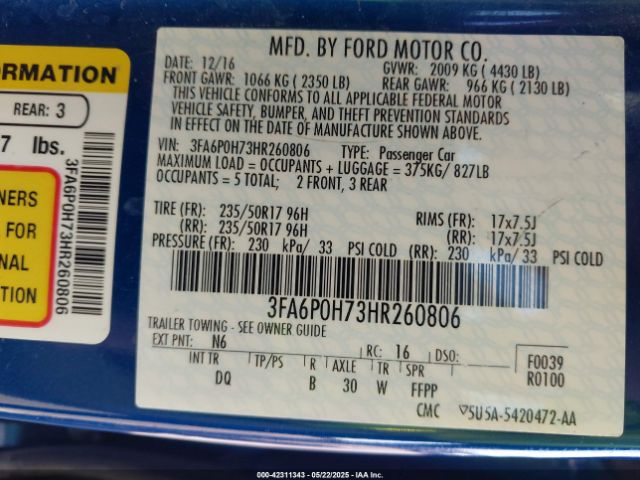 ORMATION
REAR: 3
7 lbs.
NERS
FOR
NAL
TION
3FA6P0H73HR260806
MFD. BY FORD MOTOR CO.
DATE: 12/16 GVWR: 2009 KG ( 4430 LB)
FRONT GAWR: 1066 KG ( 2350 LB) REAR GAWR: 966 KG ( 2130 LB)
THIS VEHICLE CONFORMS TO ALL APPLICABLE FEDERAL MOTOR
VEHICLE SAFETY, BUMPER, AND THEFT PREVENTION STANDARDS
IN EFFECT ON THE DATE OF MANUFACTURE SHOWN ABOVE.
VIN: 3FA6P0H73HR260806 TYPE: Passenger Car
MAXIMUM LOAD = OCCUPANTS + LUGGAGE = 375KG/ 827LB
OCCUPANTS = 5 TOTAL; 2 FRONT, 3 REAR
TIRE (FR): 235/50R17 96H RIMS (FR): 17x7.5J
(RR): 235/50R17 96H (RR): 17x7.5J
PRESSURE (FR): 230 kPa/ 33 PSI COLD (RR): 230 kPa/ 33 PSI COLD
3FA6P0H73HR260806
TRAILER TOWING - SEE OWNER GUIDE
EXT PNT: N6 RC: 16 DSO: F0039
R0100
INT TR TP/PS R AXLE TR SPR
DQ B 30 W FFPP
CMC 5U5A-5420472-AA
000-42311343 - 05/22/2025 - IAA Inc.